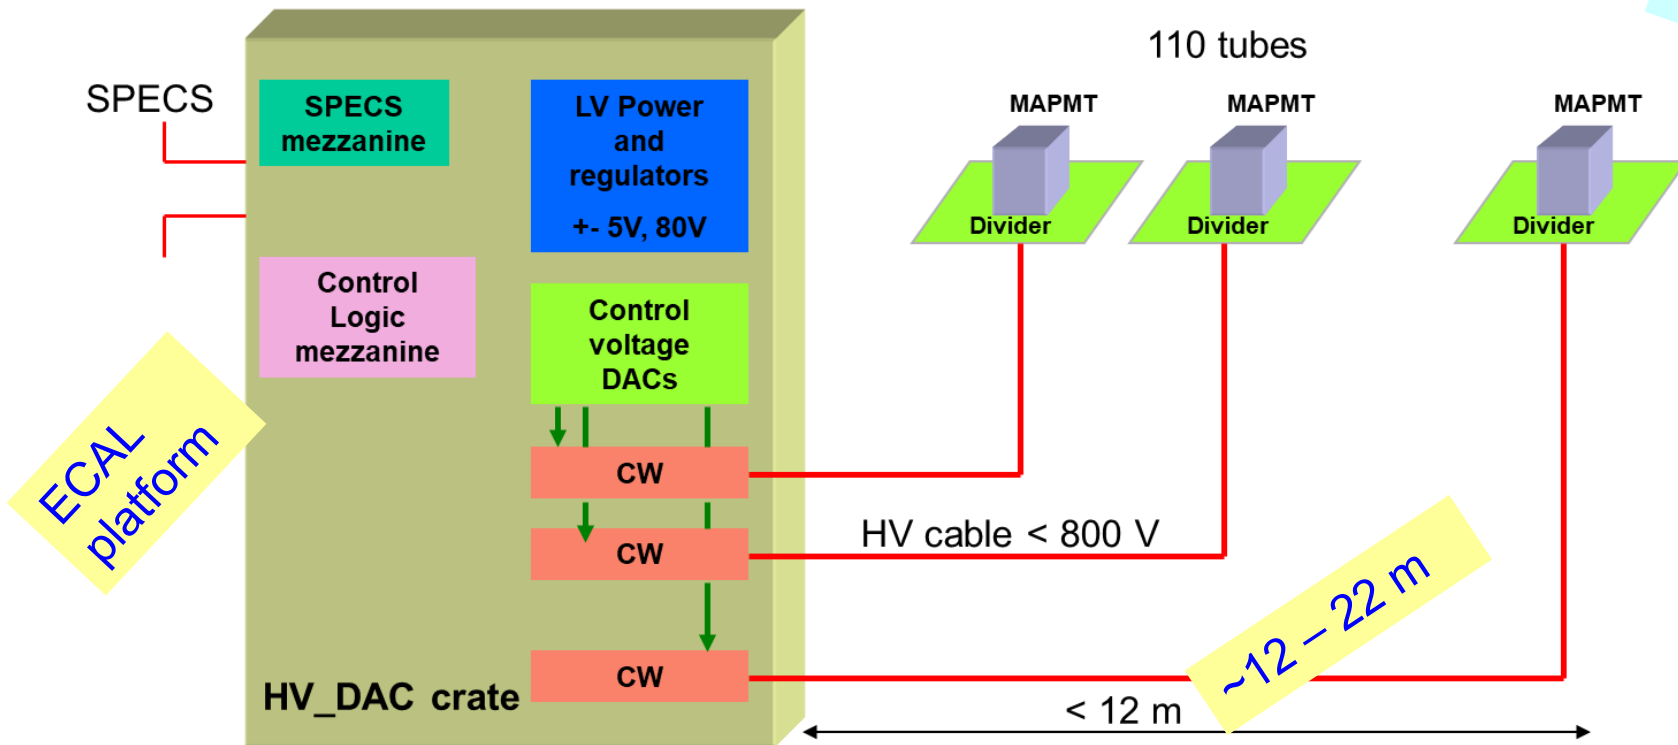 110 tubes
SPECS
SPECS
mezzanine
LV Power
and
regulators
+- 5V, 80V
MAPMT
MAPMT
MAPMT
Divider
Divider
Divider
Control
Logic
mezzanine
Control
voltage
DACs
ECAL
platform
CW
HV cable < 800 V
CW
~12 – 22 m
CW
HV_DAC crate
< 12 m